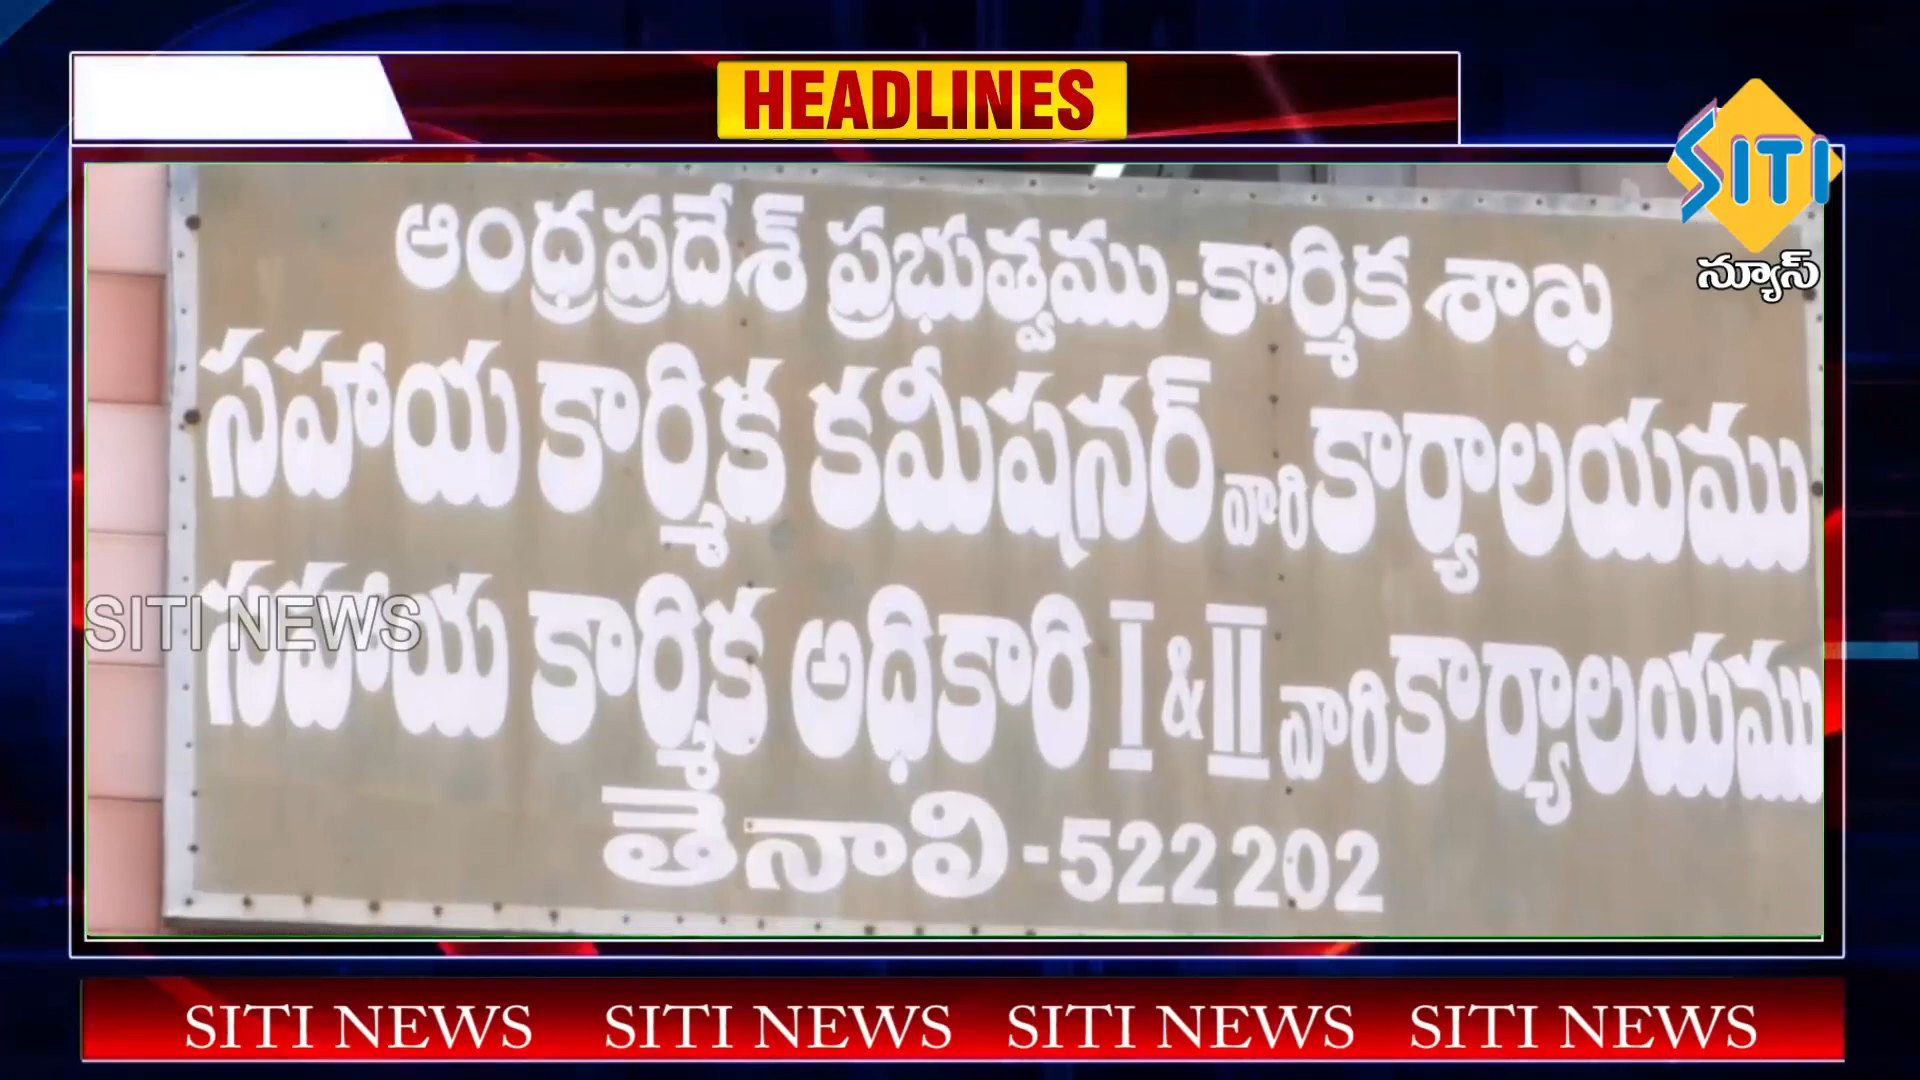 HEADLINES
SITI
న్యూస్
ఆంధ్రప్రదేశ్ ప్రభుత్వము-కార్మిక శాఖ
సహాయ కార్మిక కమీషనర్ వారి కార్యాలయము
సహాయ కార్మిక అధికారి I & II వారి కార్యాలయము
తెనాలి-522 202
SITI NEWS
SITI NEWS SITI NEWS SITI NEWS SITI NEWS